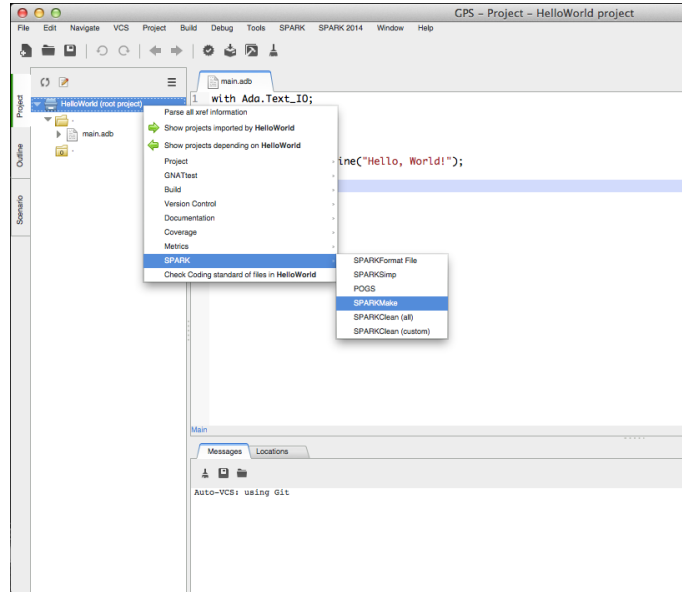 GPS - Project - HelloWorld project
File Edit Navigate VCS Project Build Debug Tools SPARK SPARK 2014 Window Help
Project
Outline
Scenario
HelloWorld (root project)
.
main.adb
.
main.adb
1 with Ada.Text_IO;
ine("Hello, World!");
Parse all xref information
Show projects imported by HelloWorld
Show projects depending on HelloWorld
Project
GNATtest
Build
Version Control
Documentation
Coverage
Metrics
SPARK
Check Coding standard of files in HelloWorld
SPARKFormat File
SPARKSimp
POGS
SPARKMake
SPARKClean (all)
SPARKClean (custom)
Main
Messages Locations
Auto-VCS: using Git